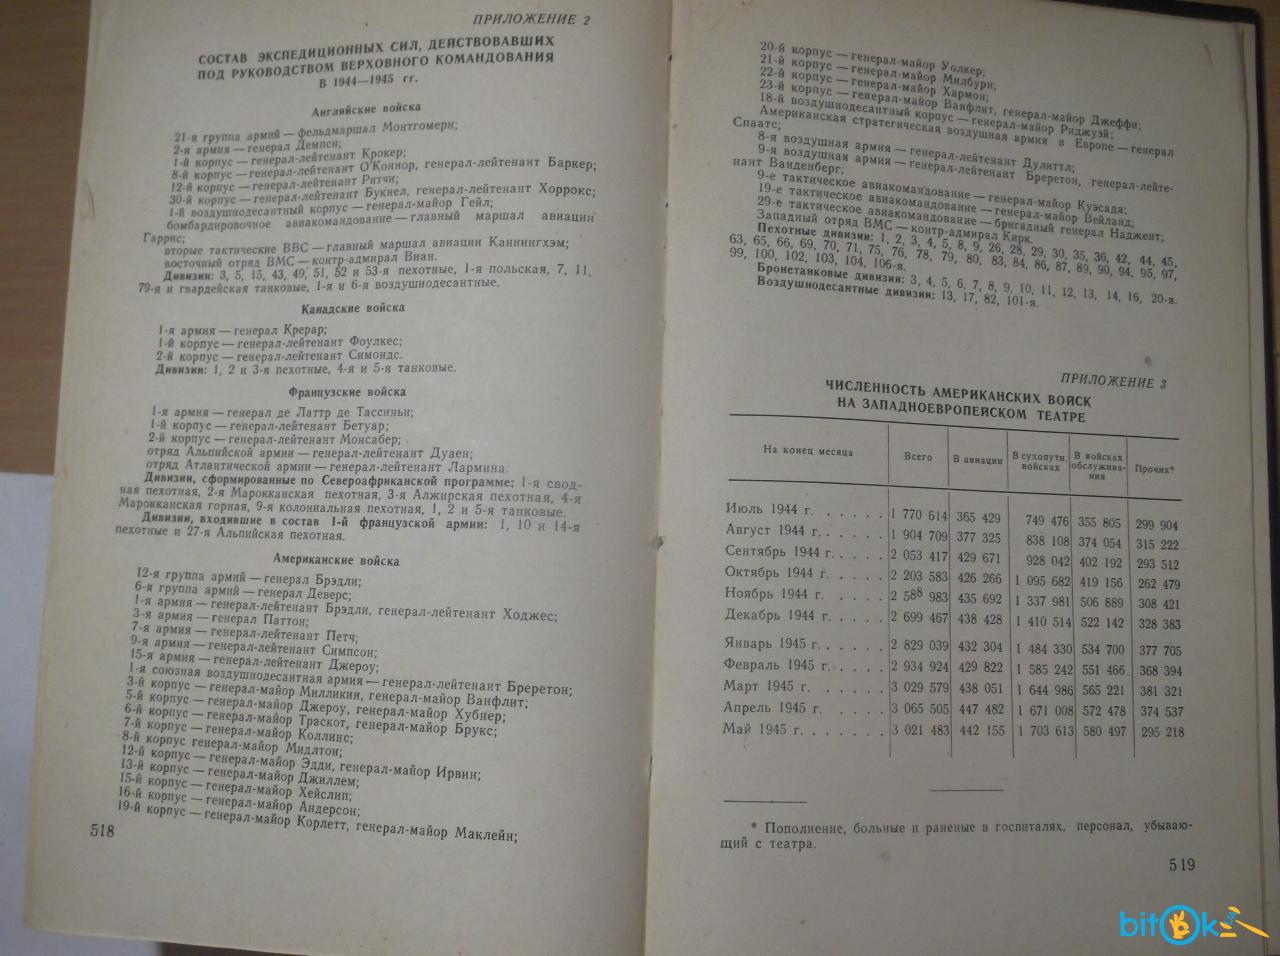 ПРИЛОЖЕНИЕ 2
СОСТАВ ЭКСПЕДИЦИОННЫХ СИЛ, ДЕЙСТВОВАВШИХ
ПОД РУКОВОДСТВОМ ВЕРХОВНОГО КОМАНДОВАНИЯ
В 1944—1945 гг.
Английские войска
21-я группа армий — фельдмаршал Монтгомери;
2-я армия — генерал Демпси;
1-й корпус — генерал-лейтенант Крокер;
8-й корпус — генерал-лейтенант О'Коннор, генерал-лейтенант Баркер;
12-й корпус — генерал-лейтенант Ритчи;
30-й корпус — генерал-лейтенант Букнел, генерал-лейтенант Хоррокс;
1-й воздушнодесантный корпус — генерал-майор Гейл;
бомбардировочное авиакомандование — главный маршал авиации
Гаррис;
вторые тактические ВВС — главный маршал авиации Каннингхэм;
восточный отряд ВМС — контр-адмирал Виан.
Дивизии: 3, 5, 15, 43, 49, 51, 52 и 53-я пехотные, 1-я польская, 7, 11,
79-я и гвардейская танковые, 1-я и 6-я воздушнодесантные.
Канадские войска
1-я армия — генерал Крерар;
1-й корпус — генерал-лейтенант Фоулкес;
2-й корпус — генерал-лейтенант Симондс.
Дивизии: 1, 2 и 3-я пехотные, 4-я и 5-я танковые.
Французские войска
1-я армия — генерал де Латтр де Тассиньи;
1-й корпус — генерал-лейтенант Бетуар;
2-й корпус — генерал-лейтенант Монсабер;
отряд Альпийской армии — генерал-лейтенант Дуаен;
отряд Атлантической армии — генерал-лейтенант Лармина.
Дивизии, сформированные по Североафриканской программе: 1-я свод-
ная пехотная, 2-я Марокканская пехотная, 3-я Алжирская пехотная, 4-я
Марокканская горная, 9-я колониальная пехотная, 1, 2 и 5-я танковые.
Дивизии, входившие в состав 1-й французской армии: 1, 10 и 14-я
пехотные и 27-я Альпийская пехотная.
Американские войска
12-я группа армий — генерал Брэдли;
6-я группа армий — генерал Деверс;
1-я армия — генерал-лейтенант Брэдли, генерал-лейтенант Ходжес;
3-я армия — генерал Паттон;
7-я армия — генерал-лейтенант Петч;
9-я армия — генерал-лейтенант Симпсон;
15-я армия — генерал-лейтенант Джероу;
1-я союзная воздушнодесантная армия — генерал-лейтенант Бреретон;
3-й корпус — генерал-майор Милликин, генерал-майор Ванфлит;
5-й корпус — генерал-майор Джероу, генерал-майор Хубнер;
6-й корпус — генерал-майор Траскот, генерал-майор Брукс;
7-й корпус — генерал-майор Коллинс;
8-й корпус генерал-майор Мидлтон;
12-й корпус — генерал-майор Эдди, генерал-майор Ирвин;
13-й корпус — генерал-майор Джиллем;
15-й корпус — генерал-майор Хейслип;
16-й корпус — генерал-майор Андерсон;
19-й корпус — генерал-майор Корлетт, генерал-майор Маклейн;
518
20-й корпус — генерал-майор Уолкер;
21-й корпус — генерал-майор Милбурн;
22-й корпус — генерал-майор Хармон;
23-й корпус — генерал-майор Ванфлит, генерал-майор Джеффи;
18-й воздушнодесантный корпус — генерал-майор Риджуэй;
Американская стратегическая воздушная армия в Европе — генерал
Спаатс;
8-я воздушная армия — генерал-лейтенант Дулиттл;
9-я воздушная армия — генерал-лейтенант Бреретон, генерал-лейте-
нант Ванденберг;
9-е тактическое авиакомандование — генерал-майор Куэсада;
19-е тактическое авиакомандование — генерал-майор Вейланд;
29-е тактическое авиакомандование — бригадный генерал Наджент;
Западный отряд ВМС — контр-адмирал Кирк.
Пехотные дивизии: 1, 2, 3, 4, 5, 8, 9, 26, 28, 29, 30, 35, 36, 42, 44, 45,
63, 65, 66, 69, 70, 71, 75, 76, 78, 79, 80, 83, 84, 86, 87, 89, 90, 94, 95, 97,
99, 100, 102, 103, 104, 106-я.
Бронетанковые дивизии: 3, 4, 5, 6, 7, 8, 9, 10, 11, 12, 13, 14, 16, 20-я.
Воздушнодесантные дивизии: 13, 17, 82, 101-я.
ПРИЛОЖЕНИЕ 3
ЧИСЛЕННОСТЬ АМЕРИКАНСКИХ ВОЙСК
НА ЗАПАДНОЕВРОПЕЙСКОМ ТЕАТРЕ
На конец месяца Всего В авиации В сухопутн. войсках В войсках обслужива-ния Прочих*
Июль 1944 г. . . . . . 1 770 614 365 429 749 476 355 805 299 904
Август 1944 г. . . . . . 1 904 709 377 325 838 108 374 054 315 222
Сентябрь 1944 г. . . . . 2 053 417 429 671 928 042 402 192 293 512
Октябрь 1944 г. . . . . 2 203 583 426 266 1 095 682 419 156 262 479
Ноябрь 1944 г. . . . . 2 588 983 435 692 1 337 981 506 889 308 421
Декабрь 1944 г. . . . . 2 699 467 438 428 1 410 514 522 142 328 383
Январь 1945 г. . . . . 2 829 039 432 304 1 484 330 534 700 377 705
Февраль 1945 г. . . . . 2 934 924 429 822 1 585 242 551 466 368 394
Март 1945 г. . . . . . 3 029 579 438 051 1 644 986 565 221 381 321
Апрель 1945 г. . . . . 3 065 505 447 482 1 671 008 572 478 374 537
Май 1945 г. . . . . . . 3 021 483 442 155 1 703 613 580 497 295 218
* Пополнение, больные и раненые в госпиталях, персонал, убываю-
щий с театра.
519
bitOk